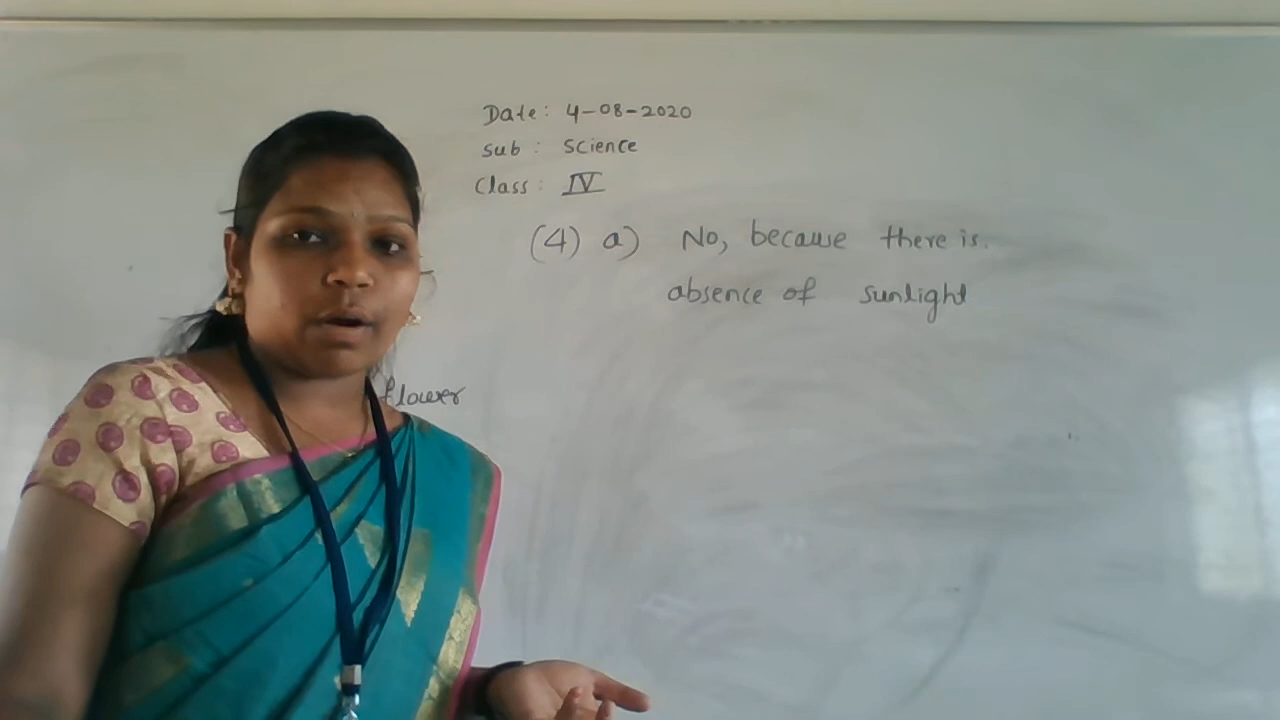 Date: 4-08-2020
Sub: Science
Class: IV
(4) a) No, because there is.
absence of sunlight
flower